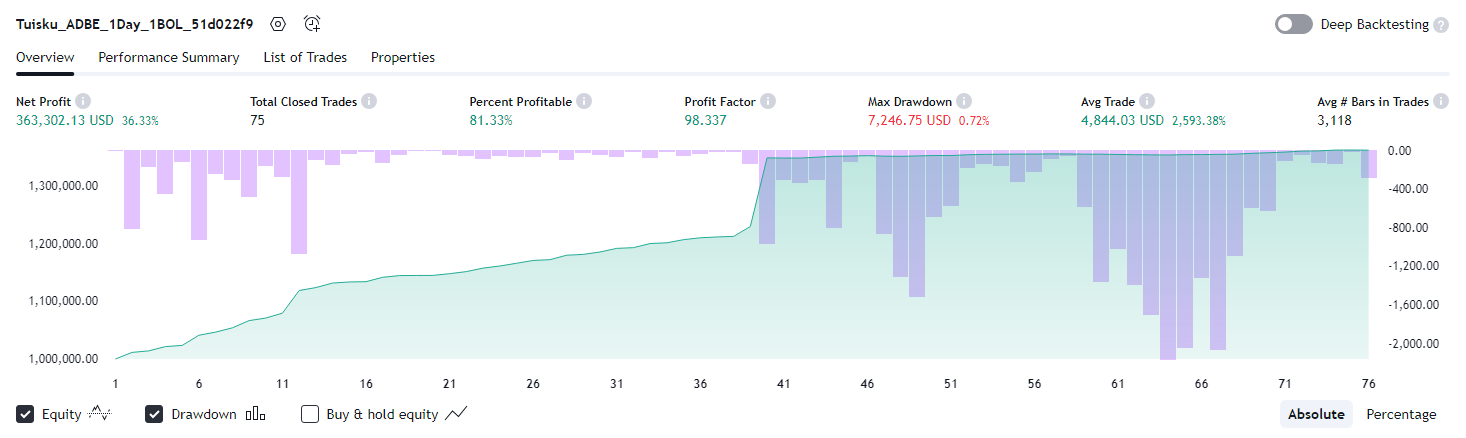 Tuisku_ADBE_1Day_1BOL_51d022f9 Deep Backtesting ?
Overview Performance Summary List of Trades Properties
Net Profit i Total Closed Trades i Percent Profitable i Profit Factor i Max Drawdown i Avg Trade i Avg # Bars in Trades i
363,302.13 USD 36.33% 75 81.33% 98.337 7,246.75 USD 0.72% 4,844.03 USD 2,593.38% 3,118
0.00
1,300,000.00 -400.00
-800.00
1,200,000.00
-1,200.00
1,100,000.00 -1,600.00
-2,000.00
1,000,000.00
1 6 11 16 21 26 31 36 41 46 51 56 61 66 71 76
Equity Drawdown Buy & hold equity Absolute Percentage